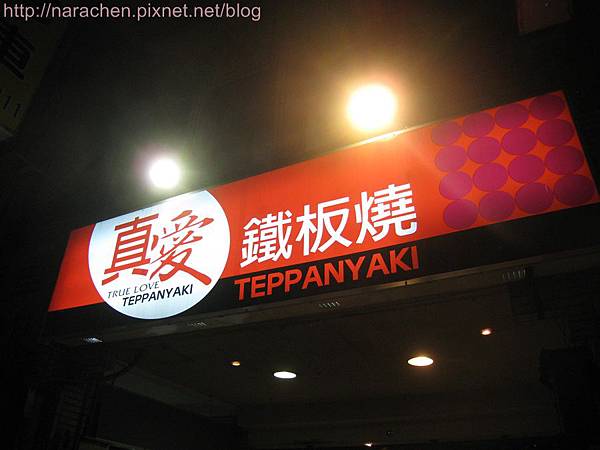 http://narachen.pixnet.net/blog
真愛
TRUE LOVE
TEPPANYAKI
鐵板燒
TEPPANYAKI